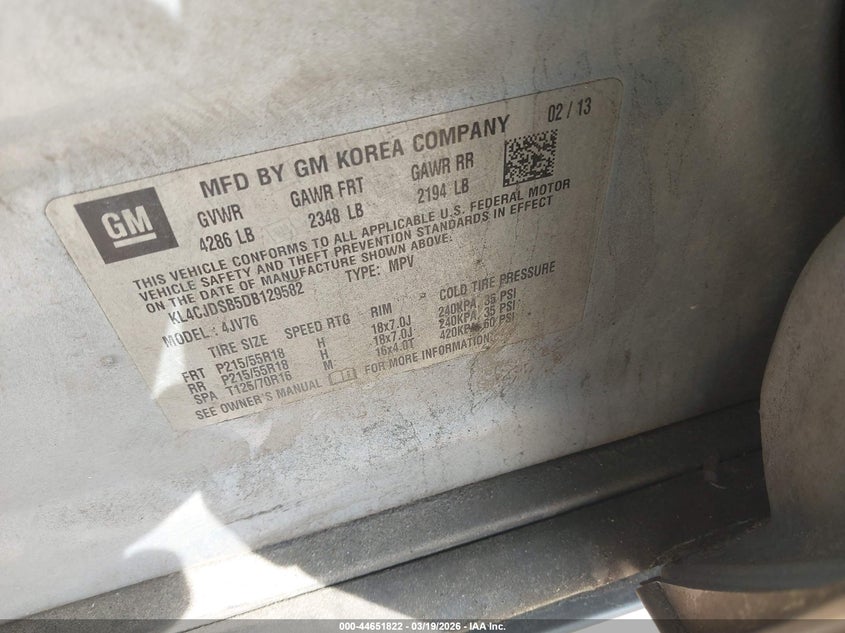 GM
MFD BY GM KOREA COMPANY 02 / 13
GVWR GAWR FRT GAWR RR
4286 LB 2348 LB 2194 LB
THIS VEHICLE CONFORMS TO ALL APPLICABLE U.S. FEDERAL MOTOR
VEHICLE SAFETY AND THEFT PREVENTION STANDARDS IN EFFECT
ON THE DATE OF MANUFACTURE SHOWN ABOVE.
KL4CJDSB5DB129582 TYPE: MPV
MODEL: 4JV76
TIRE SIZE SPEED RTG RIM COLD TIRE PRESSURE
FRT P215/55R18 H 18x7.0J 240KPA, 35 PSI
RR P215/55R18 H 18x7.0J 240KPA, 35 PSI
SPA T125/70R16 M 16x4.0T 420KPA, 60 PSI
SEE OWNER'S MANUAL FOR MORE INFORMATION.
000-44651822 - 03/19/2026 - IAA Inc.